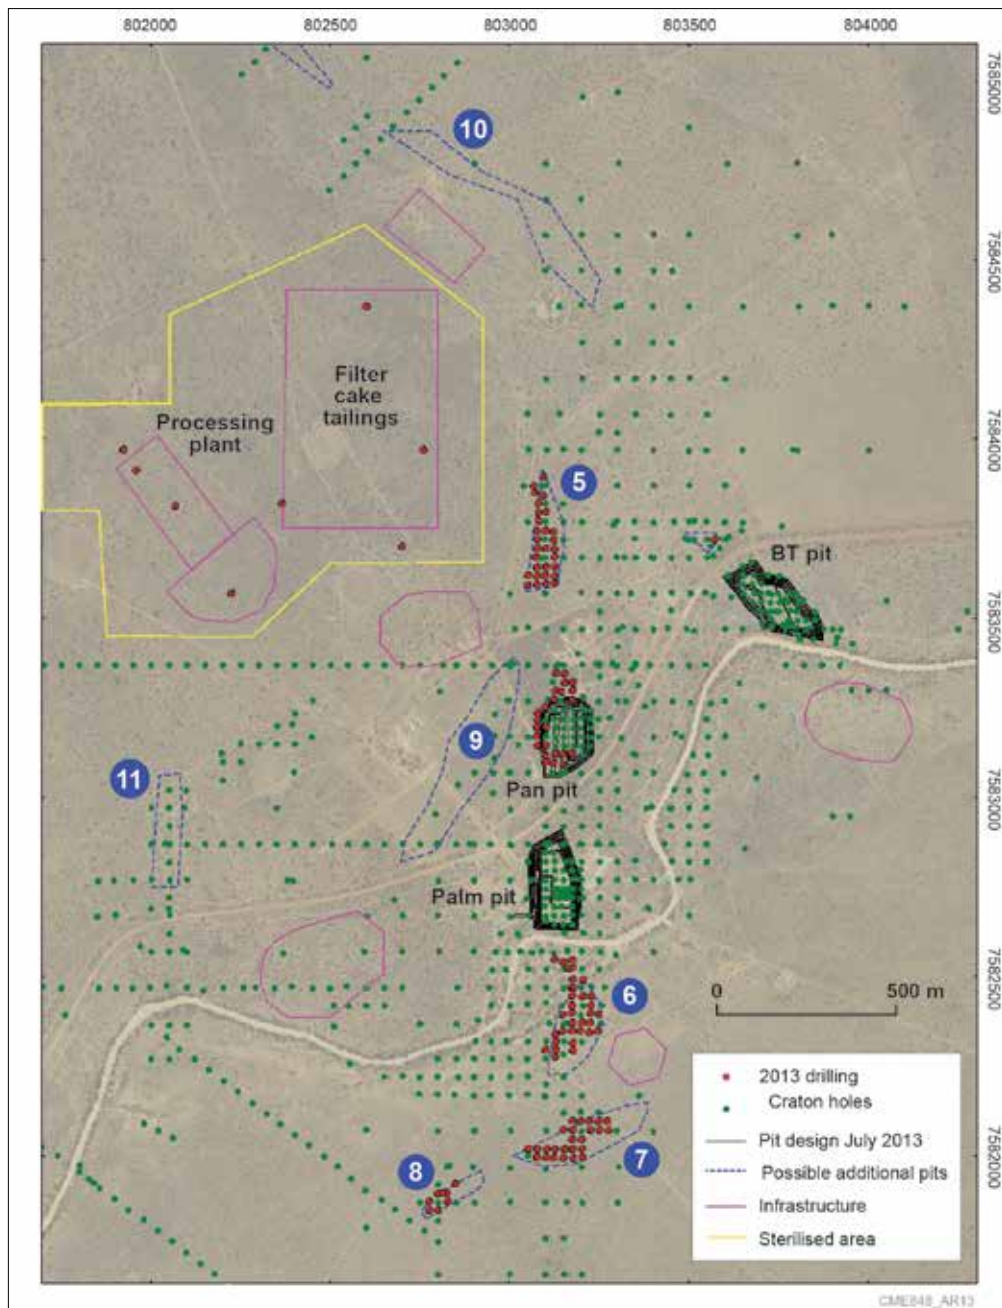 802000 802500 803000 803500 804000
7585000
10
7584500
Filter
cake
tailings
Processing
plant
7584000
5
BT pit
7583500
9
11
Pan pit
7583000
Palm pit
6
7582500
0 500 m
2013 drilling
Craton holes
Pit design July 2013
7
8
7582000
Possible additional pits
Infrastructure
Sterilised area
CME848_AR13